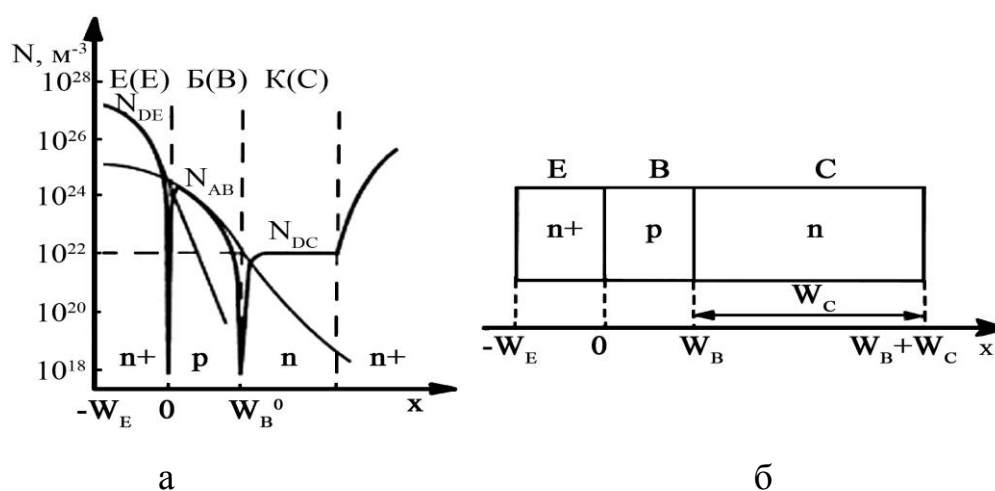 N, м⁻³
10²⁸
E(E) Б(B) К(C)
N_DE
10²⁶
10²⁴
N_AB
N_DC
10²²
10²⁰
n+ p n n+
10¹⁸
-W_E 0 W_B⁰ x
а
E B C
n+ p n
W_C
-W_E 0 W_B W_B+W_C x
б